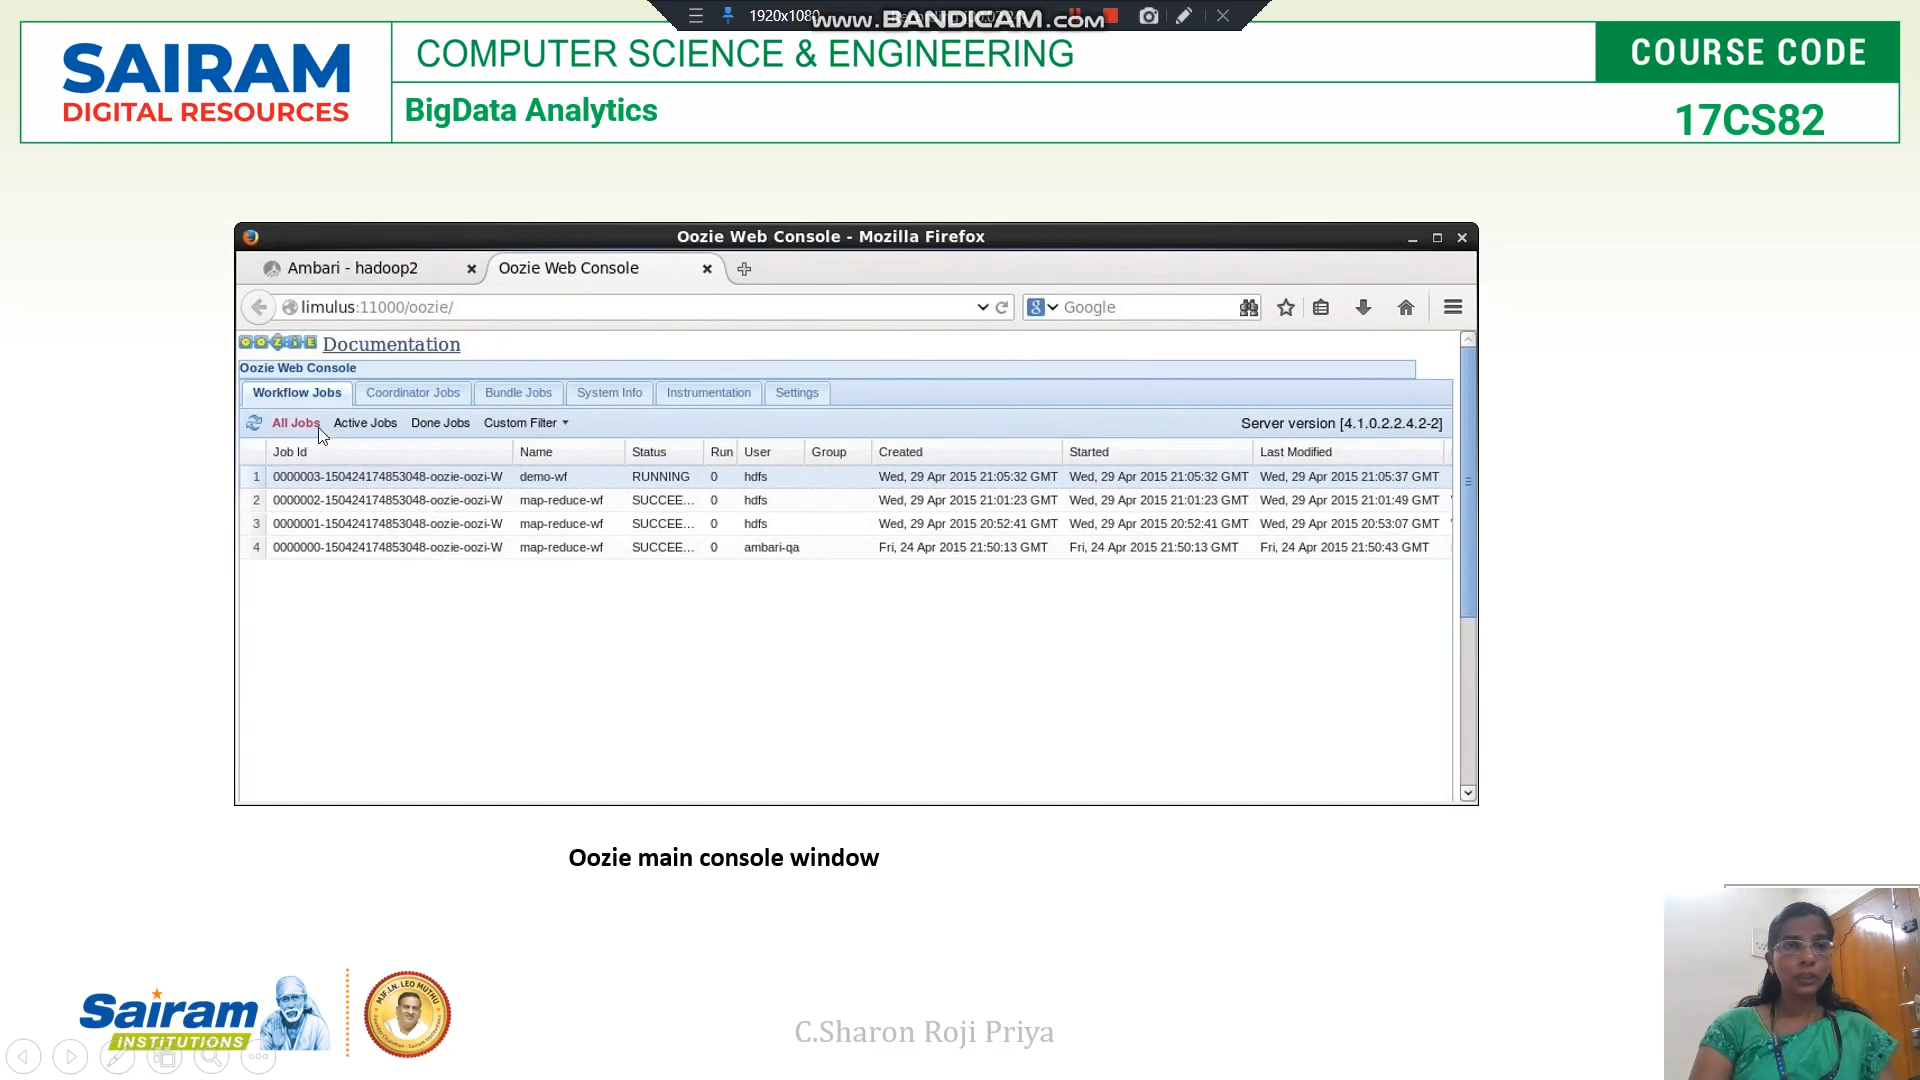 1920x1080
www.BANDICAM.com
SAIRAM
DIGITAL RESOURCES
COMPUTER SCIENCE & ENGINEERING
COURSE CODE
BigData Analytics
17CS82
Oozie Web Console - Mozilla Firefox
Ambari - hadoop2
Oozie Web Console
limulus:11000/oozie/
Google
OOZIE Documentation
Oozie Web Console
Workflow Jobs Coordinator Jobs Bundle Jobs System Info Instrumentation Settings
All Jobs Active Jobs Done Jobs Custom Filter Server version [4.1.0.2.2.4.2-2]
Job Id Name Status Run User Group Created Started Last Modified
1 0000003-150424174853048-oozie-oozi-W demo-wf RUNNING 0 hdfs Wed, 29 Apr 2015 21:05:32 GMT Wed, 29 Apr 2015 21:05:32 GMT Wed, 29 Apr 2015 21:05:37 GMT
2 0000002-150424174853048-oozie-oozi-W map-reduce-wf SUCCEE... 0 hdfs Wed, 29 Apr 2015 21:01:23 GMT Wed, 29 Apr 2015 21:01:23 GMT Wed, 29 Apr 2015 21:01:49 GMT
3 0000001-150424174853048-oozie-oozi-W map-reduce-wf SUCCEE... 0 hdfs Wed, 29 Apr 2015 20:52:41 GMT Wed, 29 Apr 2015 20:52:41 GMT Wed, 29 Apr 2015 20:53:07 GMT
4 0000000-150424174853048-oozie-oozi-W map-reduce-wf SUCCEE... 0 ambari-qa Fri, 24 Apr 2015 21:50:13 GMT Fri, 24 Apr 2015 21:50:13 GMT Fri, 24 Apr 2015 21:50:43 GMT
Oozie main console window
Sairam
INSTITUTIONS
MJF.LN. LEO MUTHU
C.Sharon Roji Priya